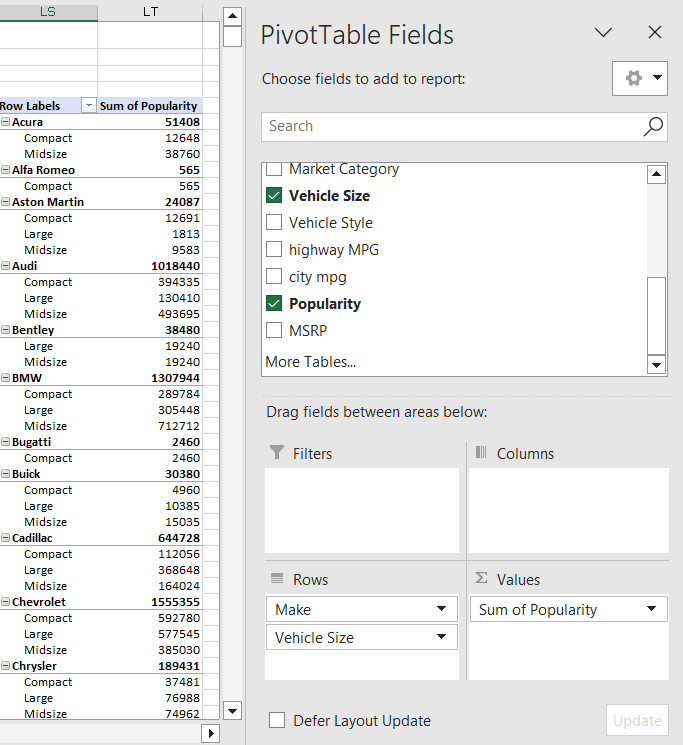 LS LT
Row Labels Sum of Popularity
Acura 51408
Compact 12648
Midsize 38760
Alfa Romeo 565
Compact 565
Aston Martin 24087
Compact 12691
Large 1813
Midsize 9583
Audi 1018440
Compact 394335
Large 130410
Midsize 493695
Bentley 38480
Large 19240
Midsize 19240
BMW 1307944
Compact 289784
Large 305448
Midsize 712712
Bugatti 2460
Compact 2460
Buick 30380
Compact 4960
Large 10385
Midsize 15035
Cadillac 644728
Compact 112056
Large 368648
Midsize 164024
Chevrolet 1555355
Compact 592780
Large 577545
Midsize 385030
Chrysler 189431
Compact 37481
Large 76988
Midsize 74962
PivotTable Fields
Choose fields to add to report:
Search
Market Category
Vehicle Size
Vehicle Style
highway MPG
city mpg
Popularity
MSRP
More Tables...
Drag fields between areas below:
Filters
Columns
Rows
Make
Vehicle Size
Values
Sum of Popularity
Defer Layout Update
Update